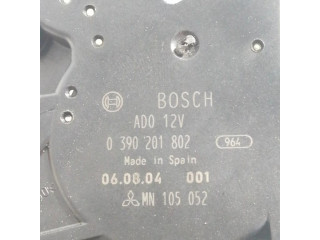 BOSCH
ADO 12V
0 390 201 802 964
Made in Spain
06.08.04 001
MN 105 052